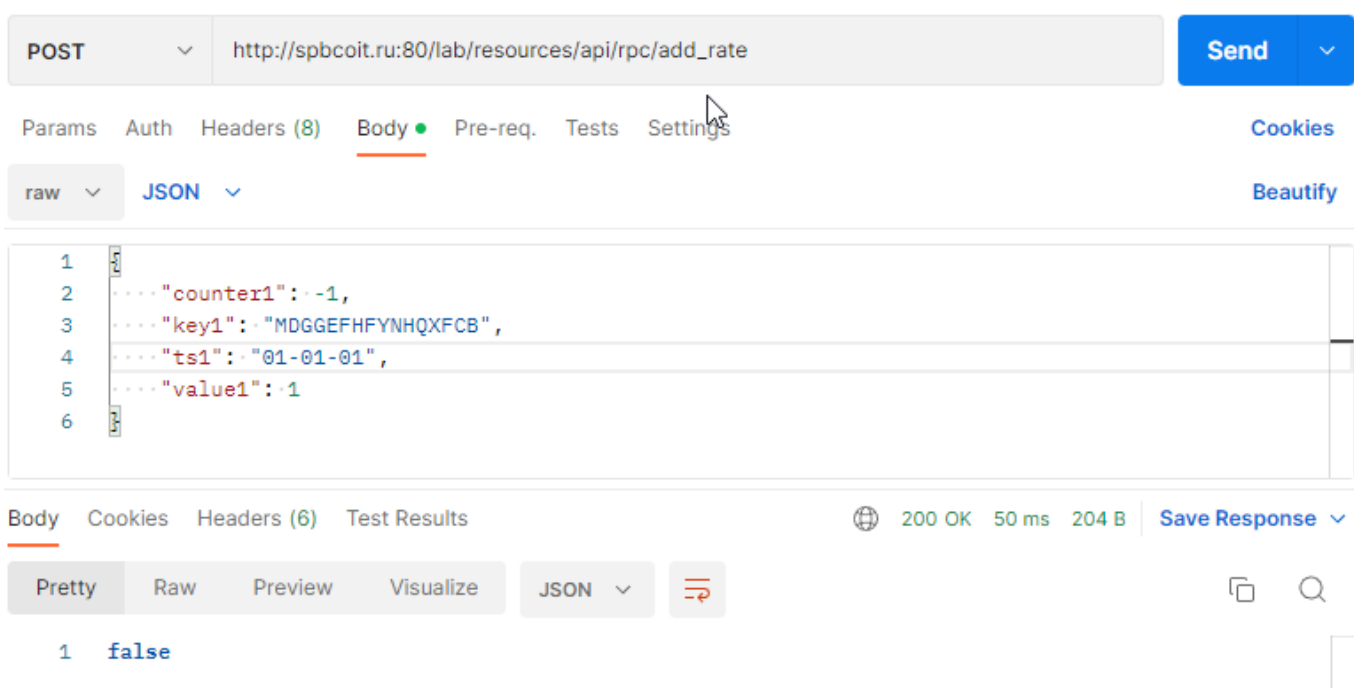 POST http://spbcoit.ru:80/lab/resources/api/rpc/add_rate Send
Params Auth Headers (8) Body Pre-req. Tests Settings Cookies
raw JSON Beautify
1 {
2 "counter1": -1,
3 "key1": "MDGGEFHFYNHQXFCB",
4 "ts1": "01-01-01",
5 "value1": 1
6 }
Body Cookies Headers (6) Test Results 200 OK 50 ms 204 B Save Response
Pretty Raw Preview Visualize JSON
1 false